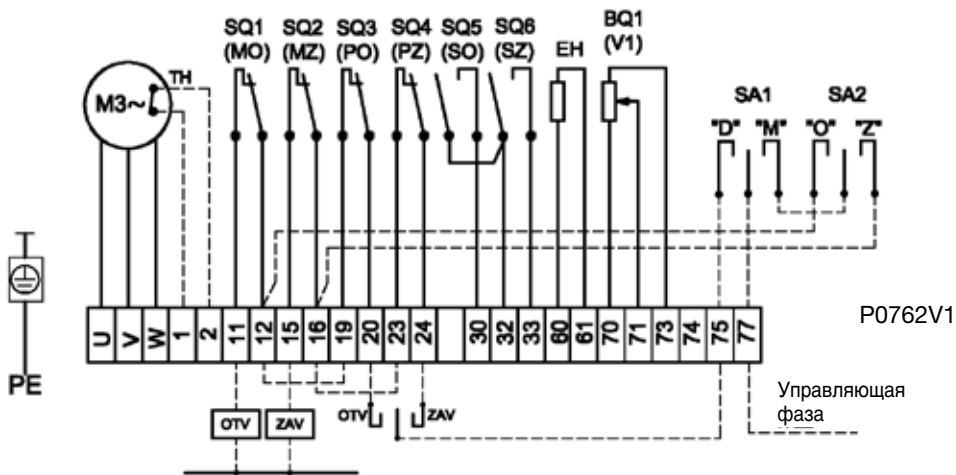 SQ1 SQ2 SQ3 SQ4 SQ5 SQ6 EH BQ1
(MO) (MZ) (PO) (PZ) (SO) (SZ) (V1)
TH
M3~
SA1 SA2
"D" "M" "O" "Z"
U V W 1 2 11 12 15 16 19 20 23 24 30 32 33 60 61 70 71 73 74 75 77
P0762V1
PE
Управляющая
фаза
OTV ZAV OTV ZAV